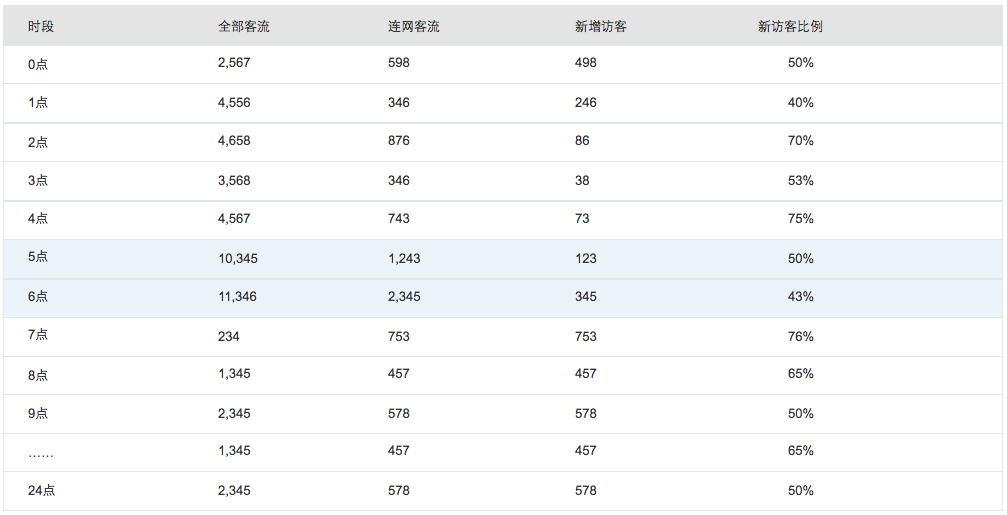 时段 全部客流 连网客流 新增访客 新访客比例
0点 2,567 598 498 50%
1点 4,556 346 246 40%
2点 4,658 876 86 70%
3点 3,568 346 38 53%
4点 4,567 743 73 75%
5点 10,345 1,243 123 50%
6点 11,346 2,345 345 43%
7点 234 753 753 76%
8点 1,345 457 457 65%
9点 2,345 578 578 50%
…… 1,345 457 457 65%
24点 2,345 578 578 50%